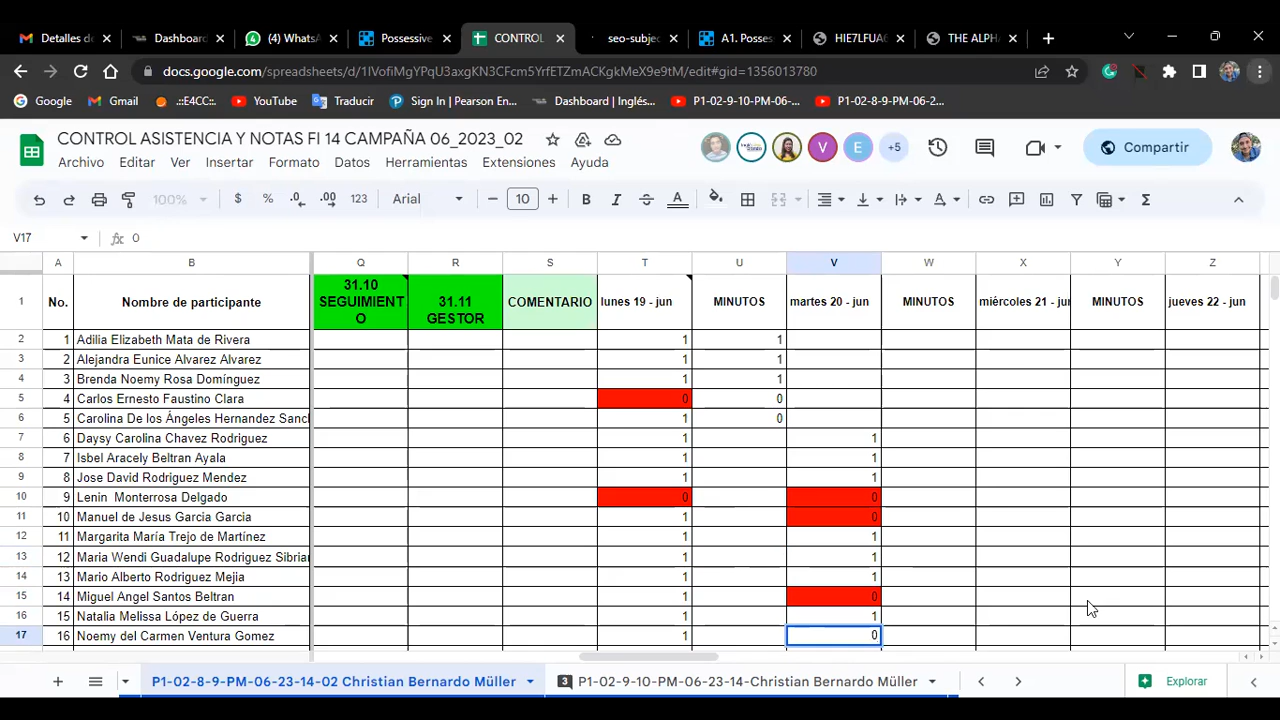 Detalles de Dashboard (4) WhatsA Possessive CONTROL seo-subjec A1. Posses HIE7LFUA THE ALPHA
docs.google.com/spreadsheets/d/1IVofiMgYPqU3axgKN3CFcm5YrfETZmACKgkMeX9e9tM/edit#gid=1356013780
Google Gmail .::E4CC::. YouTube Traducir Sign In | Pearson En... Dashboard | Inglés... P1-02-9-10-PM-06-... P1-02-8-9-PM-06-2...
CONTROL ASISTENCIA Y NOTAS FI 14 CAMPAÑA 06_2023_02
Archivo Editar Ver Insertar Formato Datos Herramientas Extensiones Ayuda
V E +5 Compartir
100% $ % .0 .00 123 Arial 10 B I A
V17 fx 0
A B Q R S T U V W X Y Z
1 No. Nombre de participante 31.10 SEGUIMIENTO 31.11 GESTOR COMENTARIO lunes 19 - jun MINUTOS martes 20 - jun MINUTOS miércoles 21 - jun MINUTOS jueves 22 - jun
2 1 Adilia Elizabeth Mata de Rivera 1 1
3 2 Alejandra Eunice Alvarez Alvarez 1 1
4 3 Brenda Noemy Rosa Domínguez 1 1
5 4 Carlos Ernesto Faustino Clara 0 0
6 5 Carolina De los Ángeles Hernandez Sanc 1 0
7 6 Daysy Carolina Chavez Rodriguez 1 1
8 7 Isbel Aracely Beltran Ayala 1 1
9 8 Jose David Rodriguez Mendez 1 1
10 9 Lenin Monterrosa Delgado 0 0
11 10 Manuel de Jesus Garcia Garcia 1 0
12 11 Margarita María Trejo de Martínez 1 1
13 12 Maria Wendi Guadalupe Rodriguez Sibrian 1 1
14 13 Mario Alberto Rodriguez Mejia 1 1
15 14 Miguel Angel Santos Beltran 1 0
16 15 Natalia Melissa López de Guerra 1 1
17 16 Noemy del Carmen Ventura Gomez 1 0
P1-02-8-9-PM-06-23-14-02 Christian Bernardo Müller 3 P1-02-9-10-PM-06-23-14-Christian Bernardo Müller Explorar